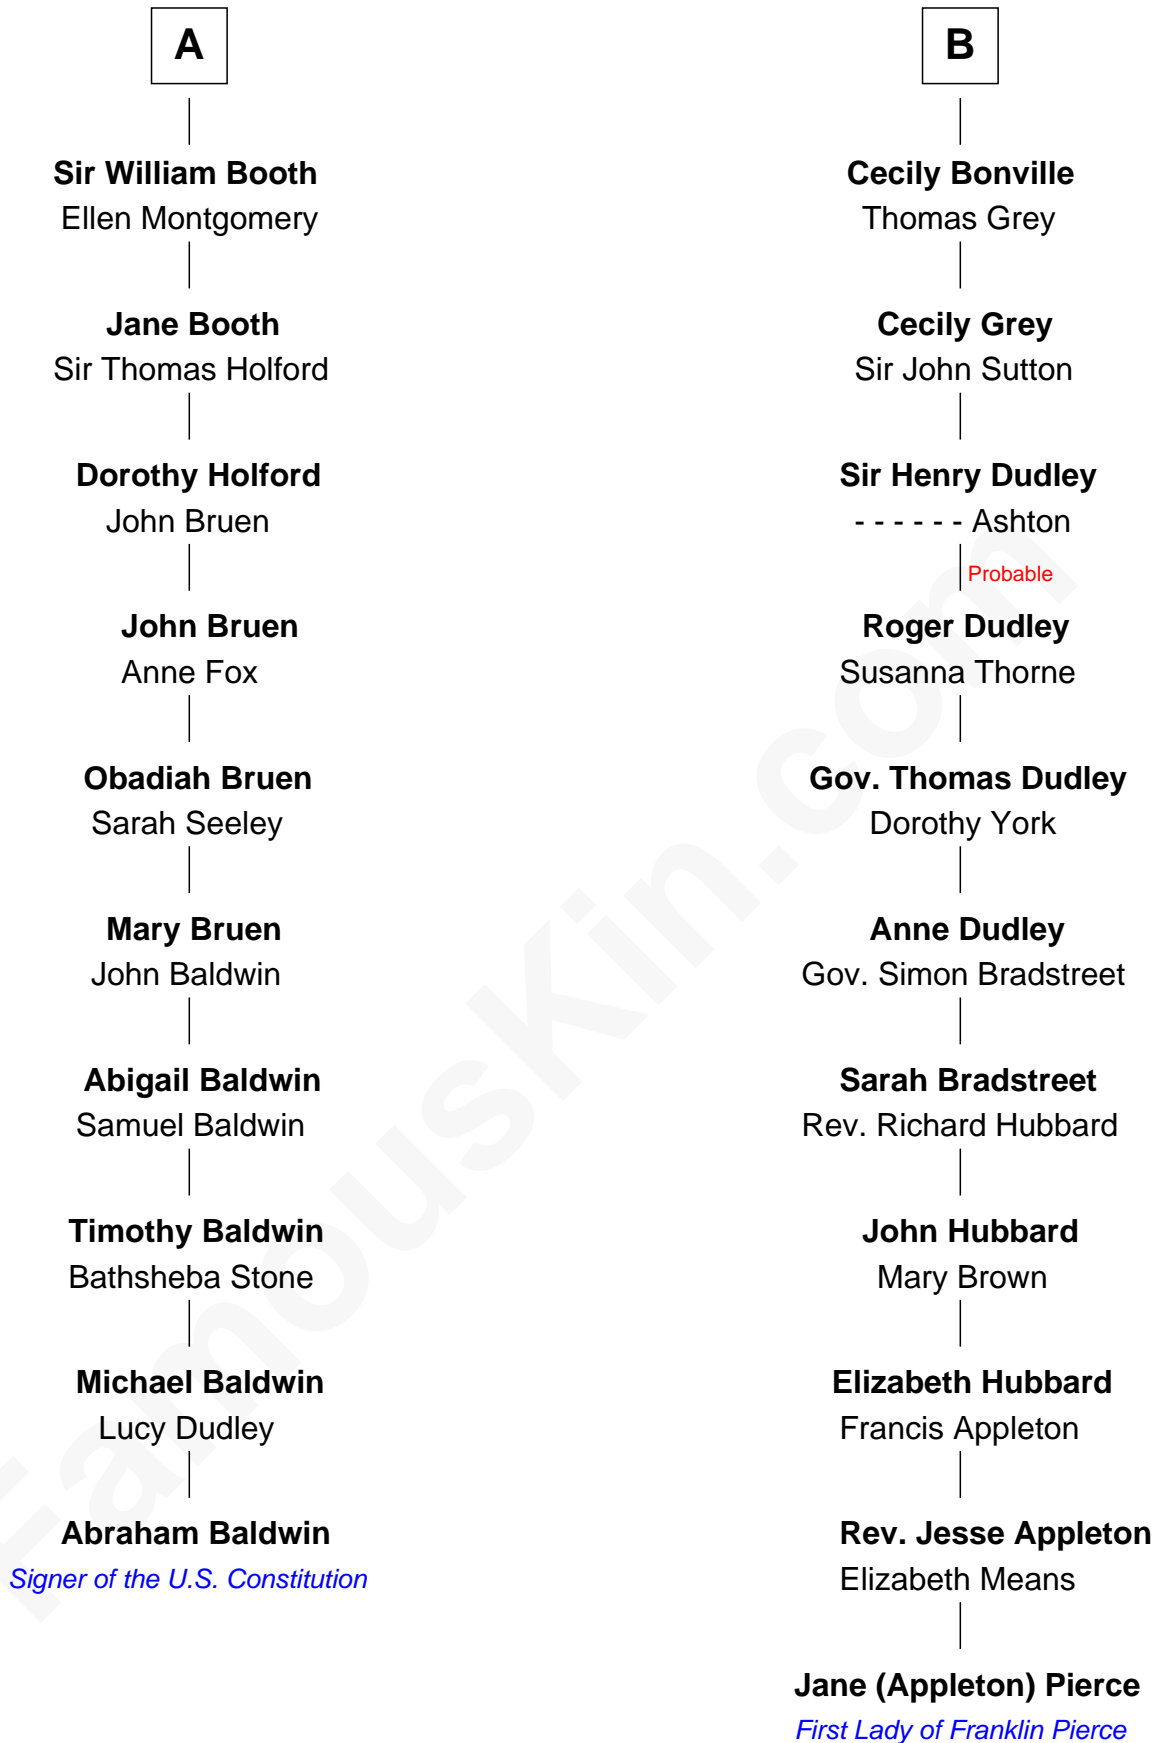 A
Sir William Booth
Ellen Montgomery
Jane Booth
Sir Thomas Holford
Dorothy Holford
John Bruen
John Bruen
Anne Fox
Obadiah Bruen
Sarah Seeley
Mary Bruen
John Baldwin
Abigail Baldwin
Samuel Baldwin
Timothy Baldwin
Bathsheba Stone
Michael Baldwin
Lucy Dudley
Abraham Baldwin
Signer of the U.S. Constitution
B
Cecily Bonville
Thomas Grey
Cecily Grey
Sir John Sutton
Sir Henry Dudley
- - - - - - Ashton
Probable
Roger Dudley
Susanna Thorne
Gov. Thomas Dudley
Dorothy York
Anne Dudley
Gov. Simon Bradstreet
Sarah Bradstreet
Rev. Richard Hubbard
John Hubbard
Mary Brown
Elizabeth Hubbard
Francis Appleton
Rev. Jesse Appleton
Elizabeth Means
Jane (Appleton) Pierce
First Lady of Franklin Pierce
FamousKin.com